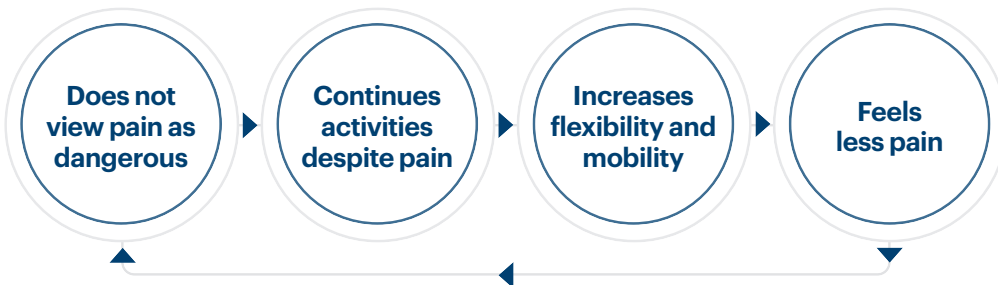 Does not
view pain as
dangerous
Continues
activities
despite pain
Increases
flexibility and
mobility
Feels
less pain